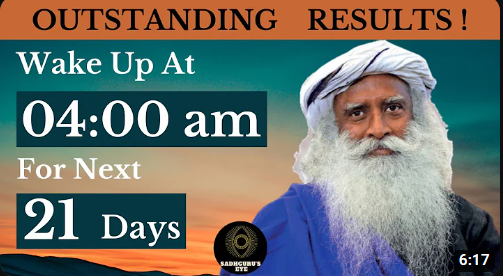 OUTSTANDING RESULTS !
Wake Up At
04:00 am
For Next
21 Days
SADHGURU'S
EYE
6:17